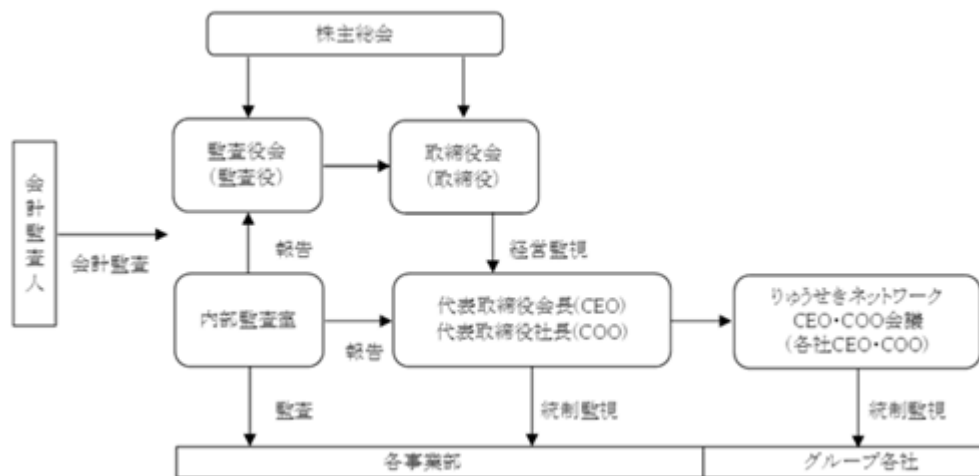 株主総会
監査役会
(監査役)
取締役会
(取締役)
会計監査人
会計監査
報告
経営監視
内部監査室
報告
代表取締役会長(CEO)
代表取締役社長(COO)
りゅうせきネットワーク
CEO・COO会議
(各社CEO・COO)
監査
統制監視
統制監視
各事業部
グループ各社